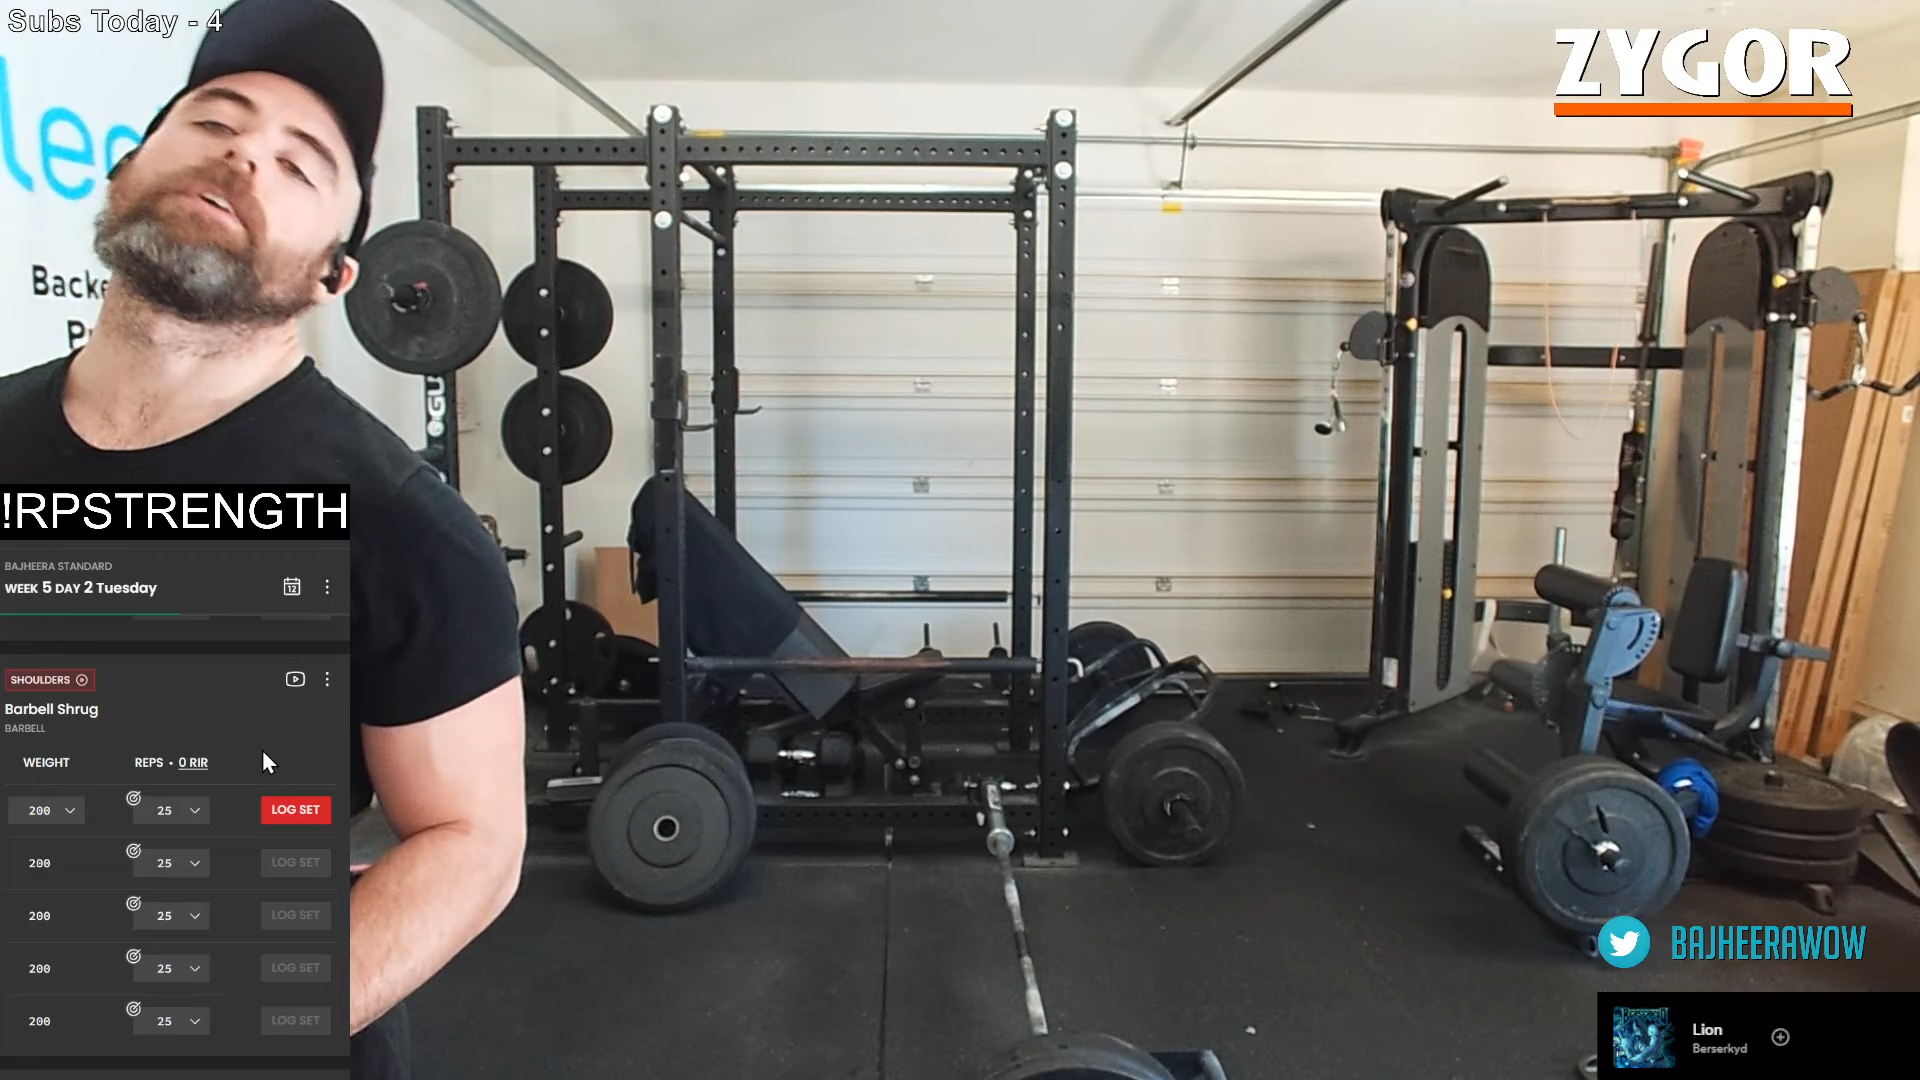 Subs Today - 4
ZYGOR
Backe
!RPSTRENGTH
BAJHEERA STANDARD
WEEK 5 DAY 2 Tuesday
12
SHOULDERS
Barbell Shrug
BARBELL
WEIGHT REPS • 0 RIR
200 25 LOG SET
200 25 LOG SET
200 25 LOG SET
200 25 LOG SET
200 25 LOG SET
BAJHEERAWOW
Lion
Berserkyd